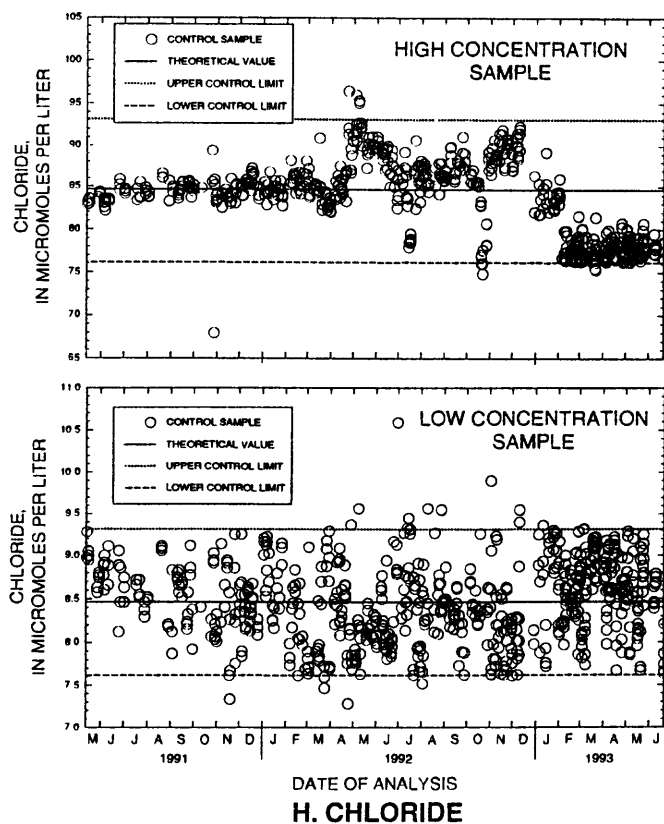 105
100
95
90
85
80
75
70
65
CHLORIDE,
IN MICROMOLES PER LITER
CONTROL SAMPLE
THEORETICAL VALUE
UPPER CONTROL LIMIT
LOWER CONTROL LIMIT
HIGH CONCENTRATION
SAMPLE
11.0
10.5
10.0
9.5
9.0
8.5
8.0
7.5
7.0
CHLORIDE,
IN MICROMOLES PER LITER
CONTROL SAMPLE
THEORETICAL VALUE
UPPER CONTROL LIMIT
LOWER CONTROL LIMIT
LOW CONCENTRATION
SAMPLE
M J J A S O N D J F M A M J J A S O N D J F M A M J
1991 1992 1993
DATE OF ANALYSIS
H. CHLORIDE